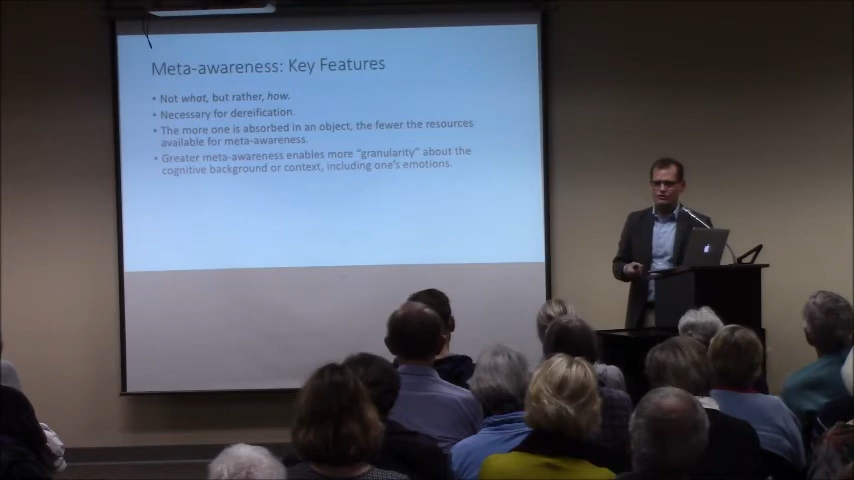 Meta-awareness: Key Features
• Not what, but rather, how.
• Necessary for dereification.
• The more one is absorbed in an object, the fewer the resources
available for meta-awareness.
• Greater meta-awareness enables more “granularity” about the
cognitive background or context, including one's emotions.